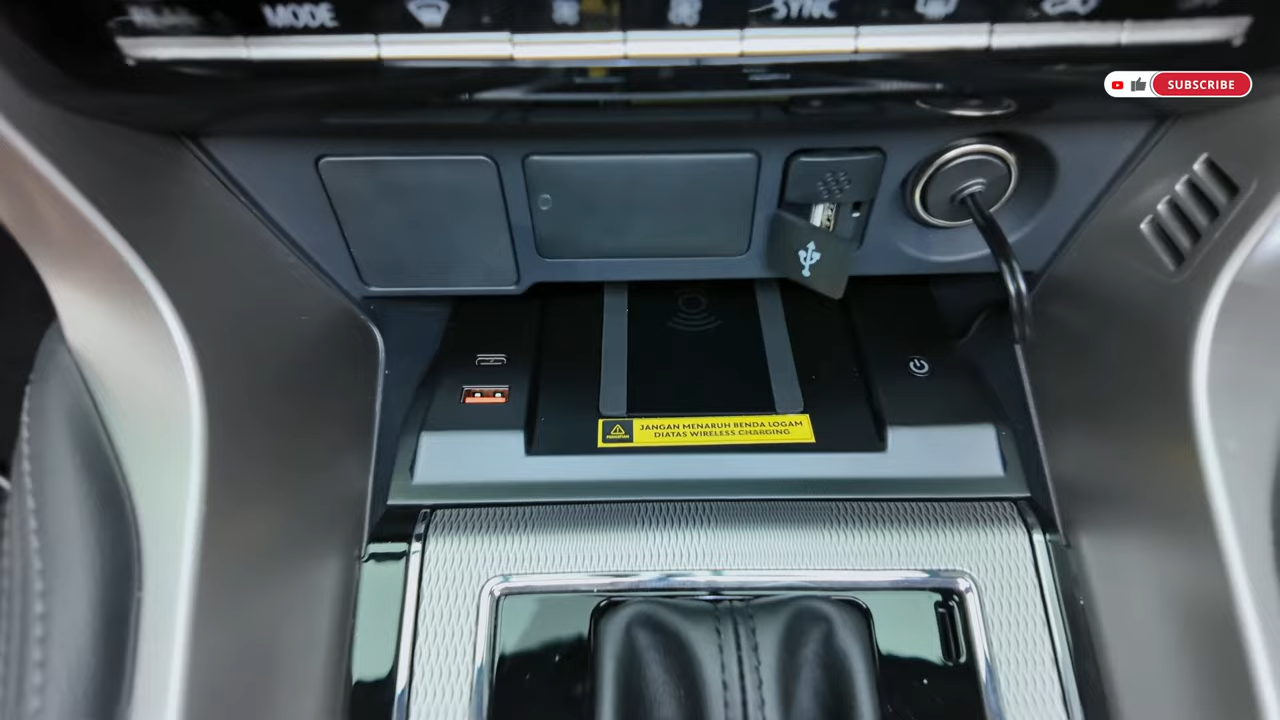 MODE
SYNC
SUBSCRIBE
JANGAN MENARUH BENDA LOGAM
DIATAS WIRELESS CHARGING